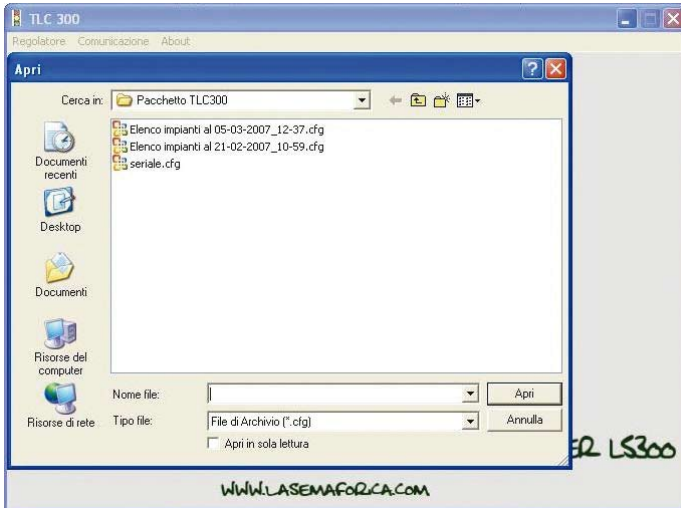 TLC 300
Regolatore Comunicazione About
Apri
Cerca in: Pacchetto TLC300
Elenco impianti al 05-03-2007_12-37.cfg
Elenco impianti al 21-02-2007_10-59.cfg
seriale.cfg
Documenti recenti
Desktop
Documenti
Risorse del computer
Risorse di rete
Nome file:
Apri
Tipo file: File di Archivio (*.cfg)
Annulla
Apri in sola lettura
LS300
WWW.LASEMAFORICA.COM